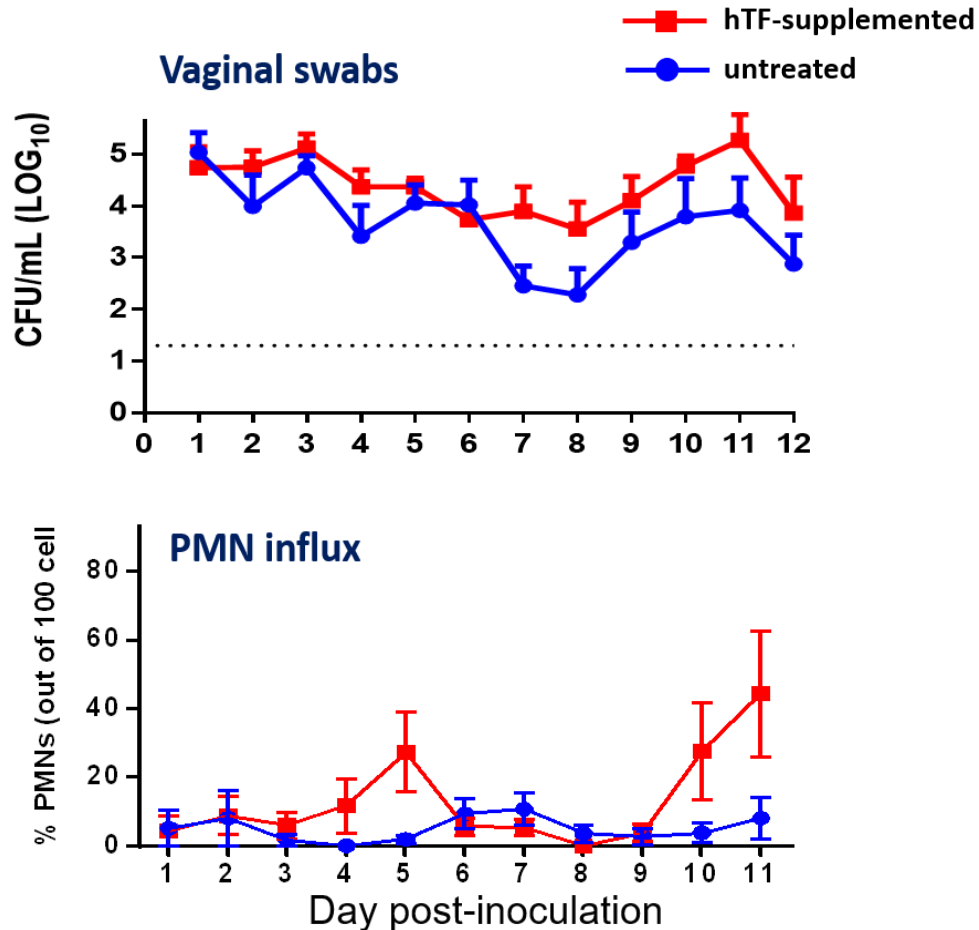 hTF-supplemented
untreated
Vaginal swabs
CFU/mL (LOG10)
5
4
3
2
1
0
0 1 2 3 4 5 6 7 8 9 10 11 12
PMN influx
% PMNs (out of 100 cell
80
60
40
20
0
1 2 3 4 5 6 7 8 9 10 11
Day post-inoculation